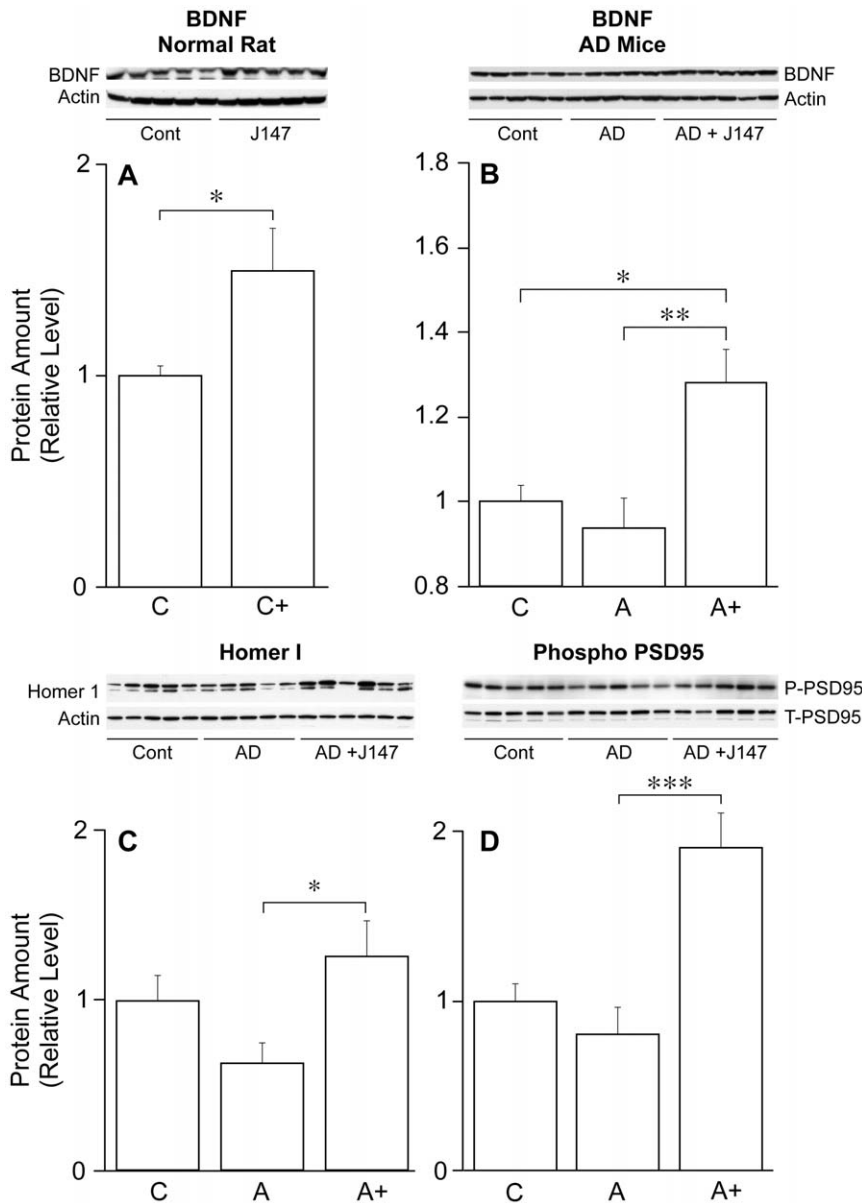 BDNF
Normal Rat
BDNF
Actin
Cont J147
BDNF
AD Mice
BDNF
Actin
Cont AD AD + J147
A
2
1
0
*
Protein Amount
(Relative Level)
C C+
B
1.8
1.6
1.4
1.2
1
0.8
*
**
C A A+
Homer I
Homer 1
Actin
Cont AD AD +J147
Phospho PSD95
P-PSD95
T-PSD95
Cont AD AD +J147
C
2
1
0
*
Protein Amount
(Relative Level)
C A A+
D
2
1
0
***
C A A+